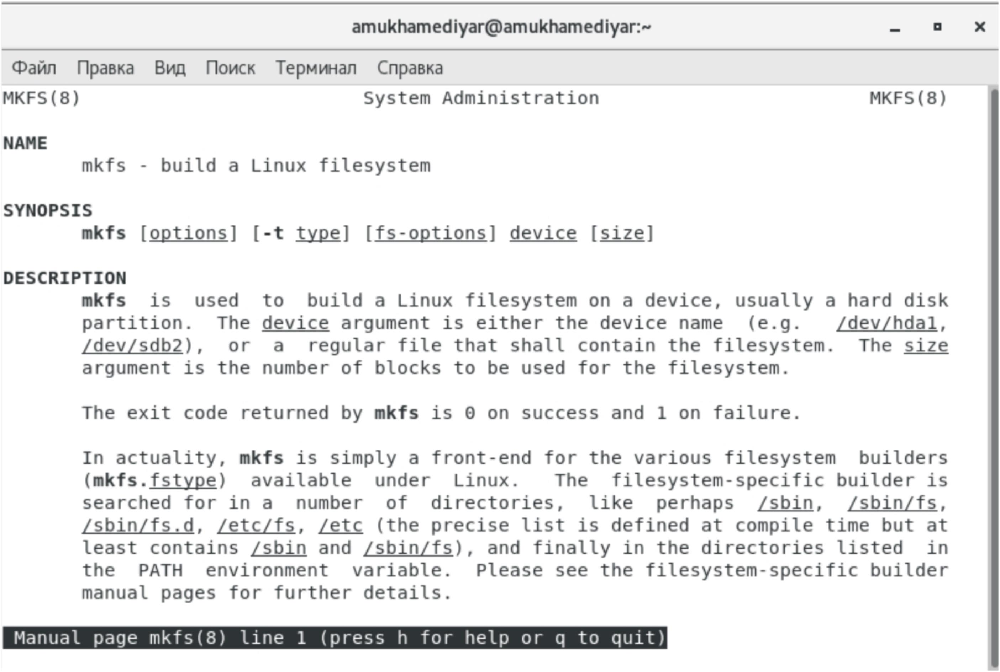 amukhamediyar@amukhamediyar:~
Файл Правка Вид Поиск Терминал Справка
MKFS(8) System Administration MKFS(8)
NAME
mkfs - build a Linux filesystem
SYNOPSIS
mkfs [options] [-t type] [fs-options] device [size]
DESCRIPTION
mkfs is used to build a Linux filesystem on a device, usually a hard disk
partition. The device argument is either the device name (e.g. /dev/hda1,
/dev/sdb2), or a regular file that shall contain the filesystem. The size
argument is the number of blocks to be used for the filesystem.
The exit code returned by mkfs is 0 on success and 1 on failure.
In actuality, mkfs is simply a front-end for the various filesystem builders
(mkfs.fstype) available under Linux. The filesystem-specific builder is
searched for in a number of directories, like perhaps /sbin, /sbin/fs,
/sbin/fs.d, /etc/fs, /etc (the precise list is defined at compile time but at
least contains /sbin and /sbin/fs), and finally in the directories listed in
the PATH environment variable. Please see the filesystem-specific builder
manual pages for further details.
Manual page mkfs(8) line 1 (press h for help or q to quit)